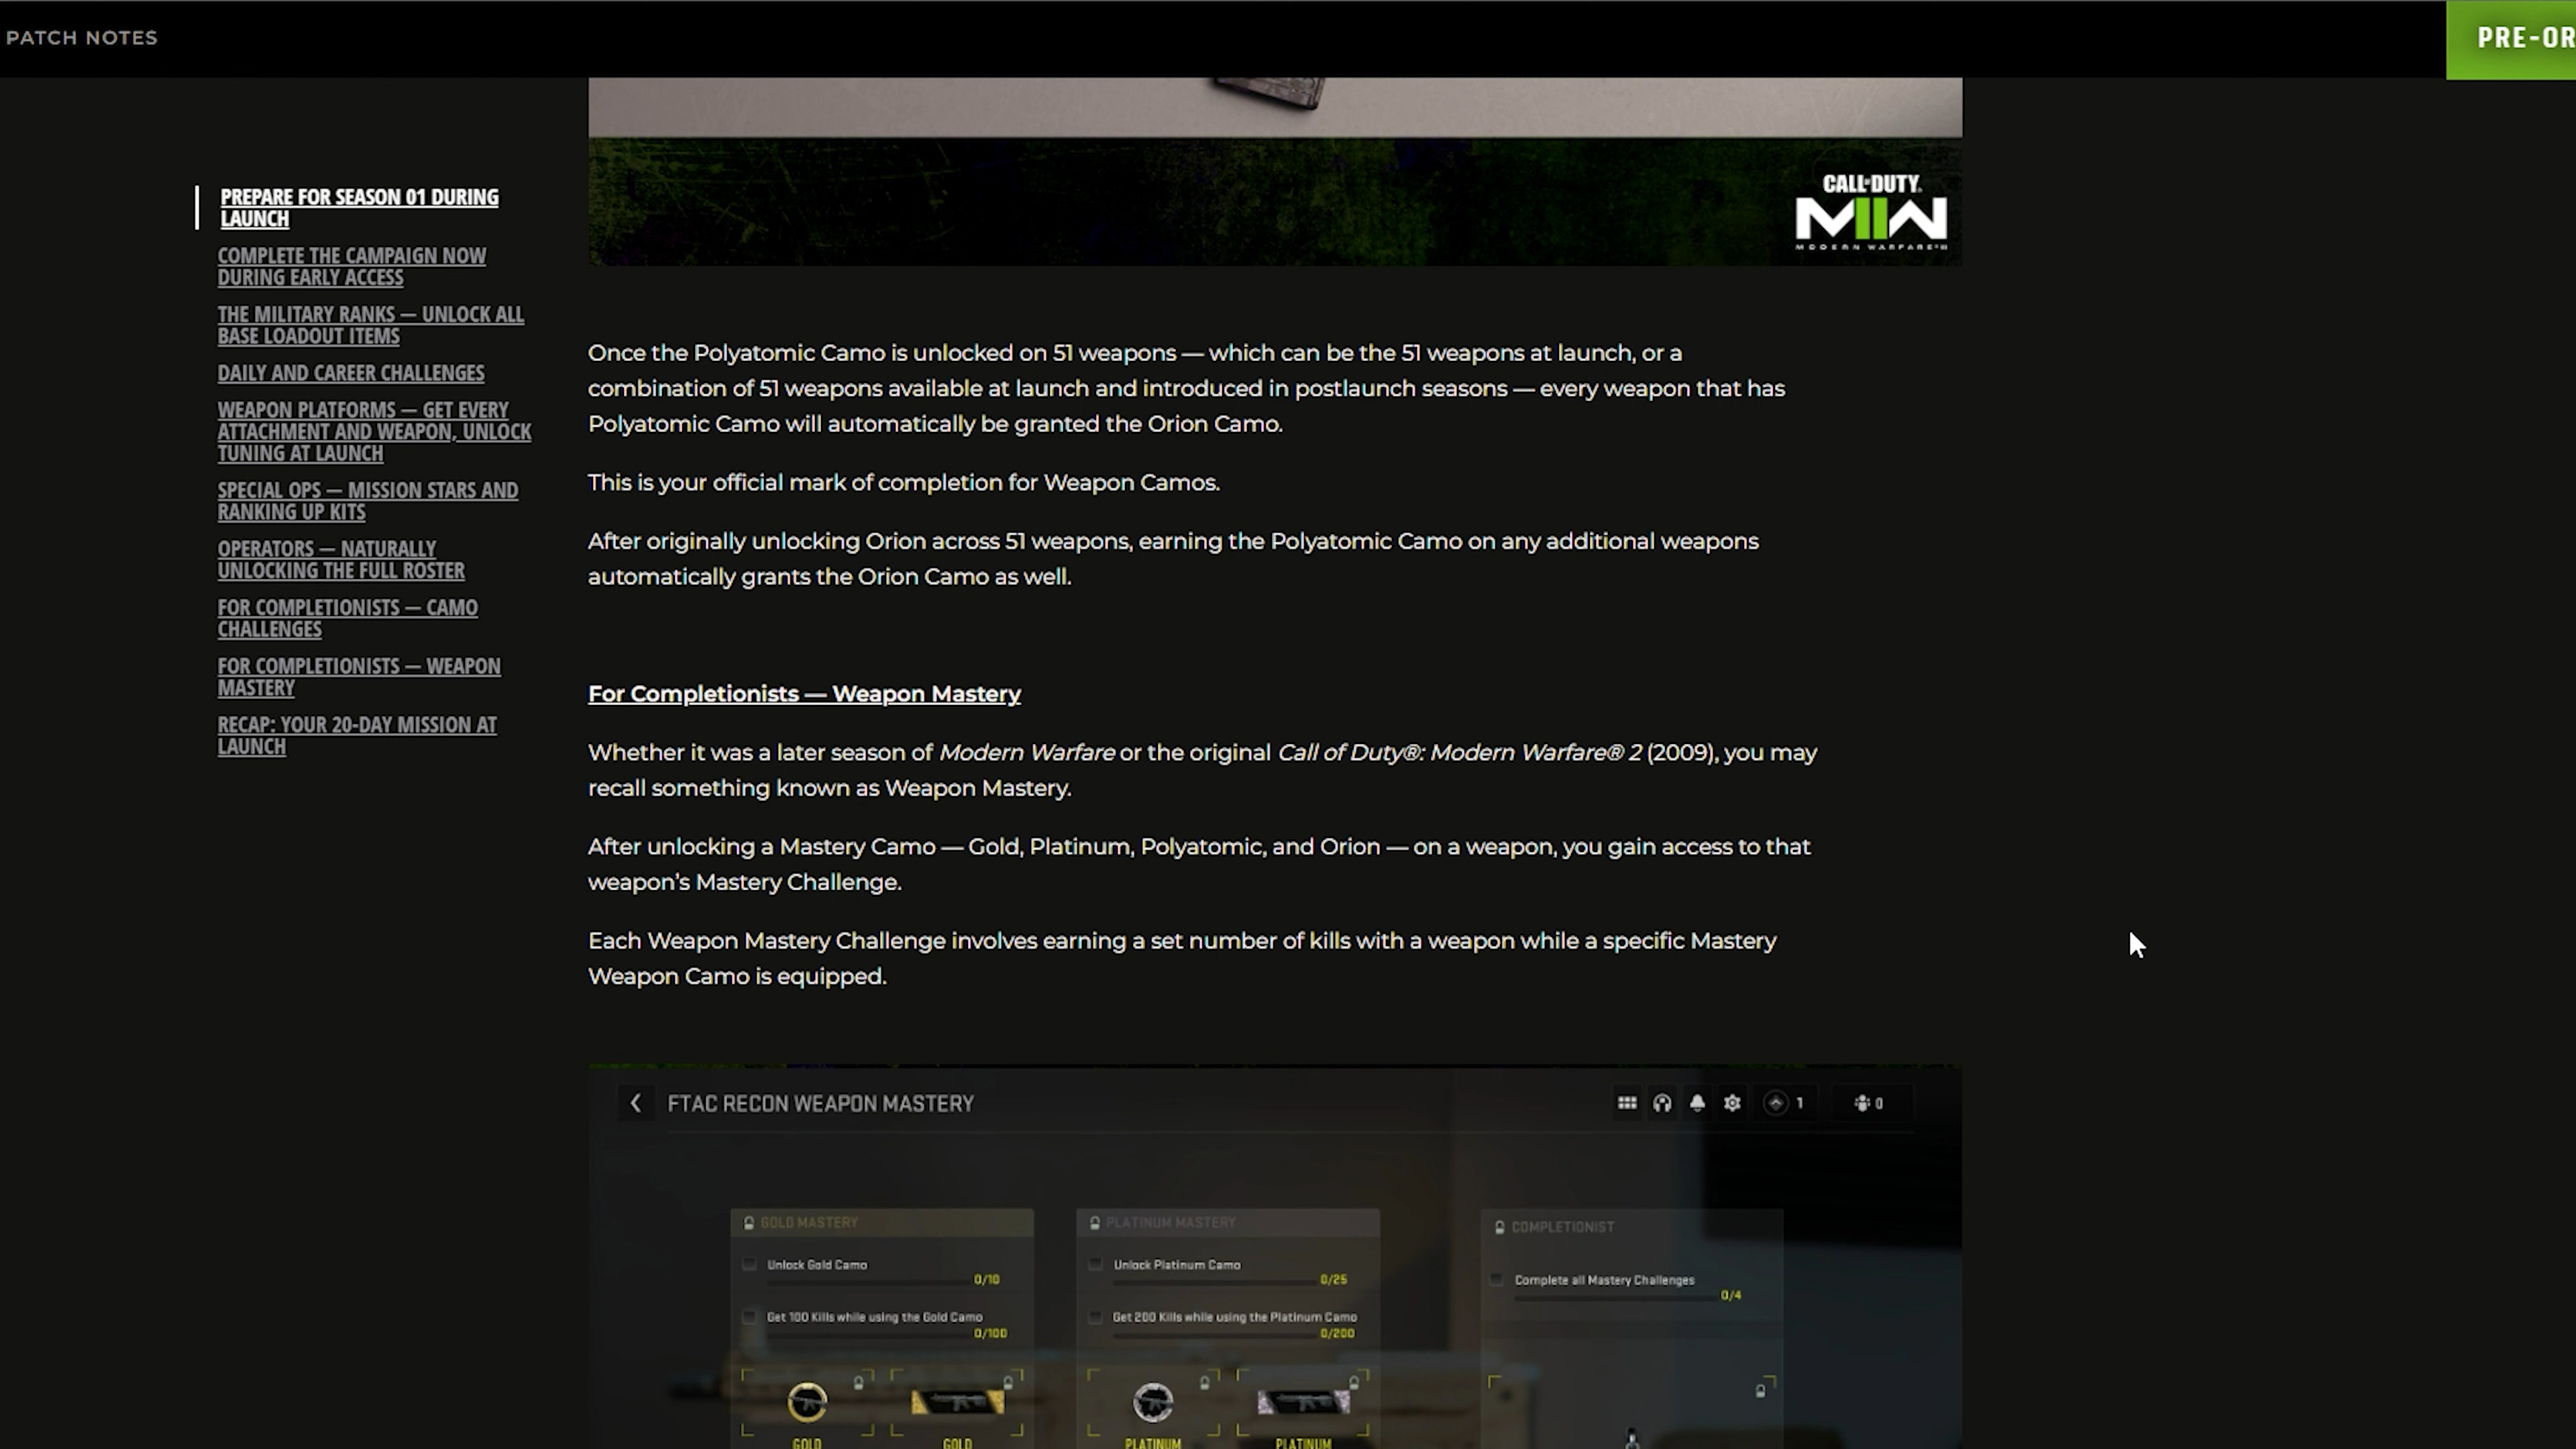 PATCH NOTES
PRE-OR
PREPARE FOR SEASON 01 DURING
LAUNCH
COMPLETE THE CAMPAIGN NOW
DURING EARLY ACCESS
THE MILITARY RANKS — UNLOCK ALL
BASE LOADOUT ITEMS
DAILY AND CAREER CHALLENGES
WEAPON PLATFORMS — GET EVERY
ATTACHMENT AND WEAPON, UNLOCK
TUNING AT LAUNCH
SPECIAL OPS — MISSION STARS AND
RANKING UP KITS
OPERATORS — NATURALLY
UNLOCKING THE FULL ROSTER
FOR COMPLETIONISTS — CAMO
CHALLENGES
FOR COMPLETIONISTS — WEAPON
MASTERY
RECAP: YOUR 20-DAY MISSION AT
LAUNCH
CALL OF DUTY.
MWII
MODERN WARFARE II
Once the Polyatomic Camo is unlocked on 51 weapons — which can be the 51 weapons at launch, or a
combination of 51 weapons available at launch and introduced in postlaunch seasons — every weapon that has
Polyatomic Camo will automatically be granted the Orion Camo.
This is your official mark of completion for Weapon Camos.
After originally unlocking Orion across 51 weapons, earning the Polyatomic Camo on any additional weapons
automatically grants the Orion Camo as well.
For Completionists — Weapon Mastery
Whether it was a later season of Modern Warfare or the original Call of Duty®: Modern Warfare® 2 (2009), you may
recall something known as Weapon Mastery.
After unlocking a Mastery Camo — Gold, Platinum, Polyatomic, and Orion — on a weapon, you gain access to that
weapon's Mastery Challenge.
Each Weapon Mastery Challenge involves earning a set number of kills with a weapon while a specific Mastery
Weapon Camo is equipped.
FTAC RECON WEAPON MASTERY
1
0
GOLD MASTERY
Unlock Gold Camo
0/10
Get 100 Kills while using the Gold Camo
0/100
GOLD
GOLD
PLATINUM MASTERY
Unlock Platinum Camo
0/25
Get 200 Kills while using the Platinum Camo
0/200
PLATINUM
PLATINUM
COMPLETIONIST
Complete all Mastery Challenges
0/4